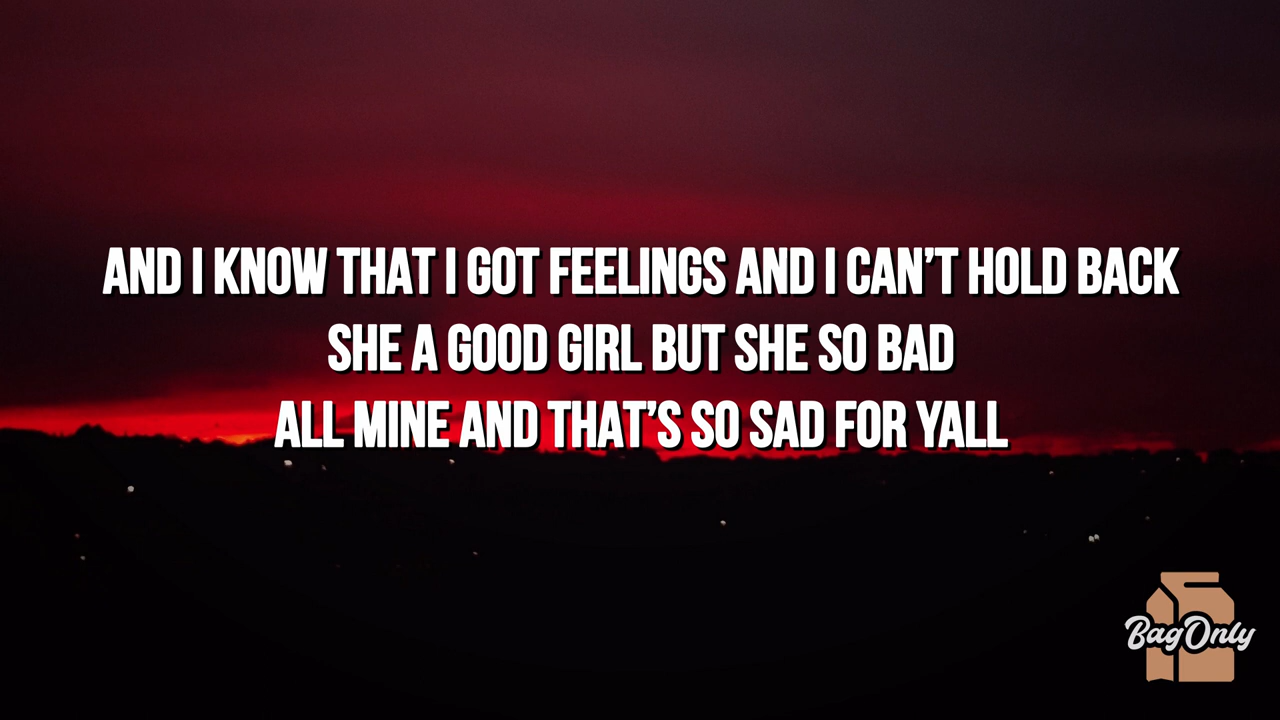 AND I KNOW THAT I GOT FEELINGS AND I CAN'T HOLD BACK
SHE A GOOD GIRL BUT SHE SO BAD
ALL MINE AND THAT'S SO SAD FOR YALL
BagOnly